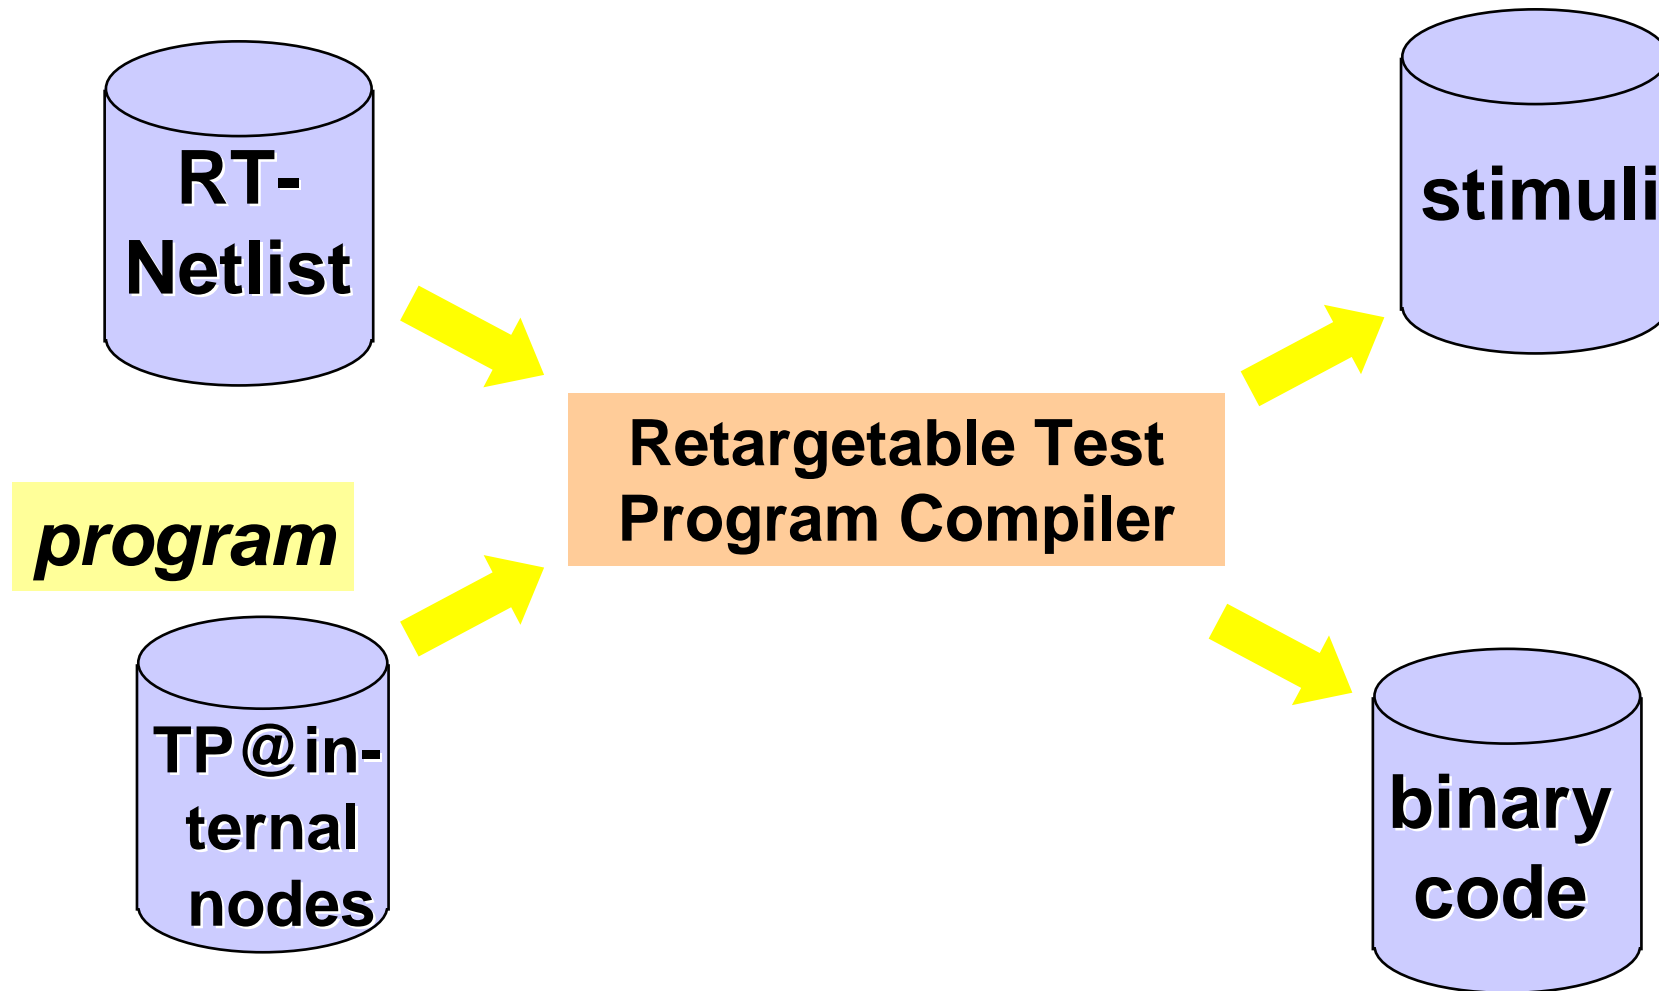 RT-
Netlist
stimuli
Retargetable Test
Program Compiler
program
TP@in-
ternal
nodes
binary
code